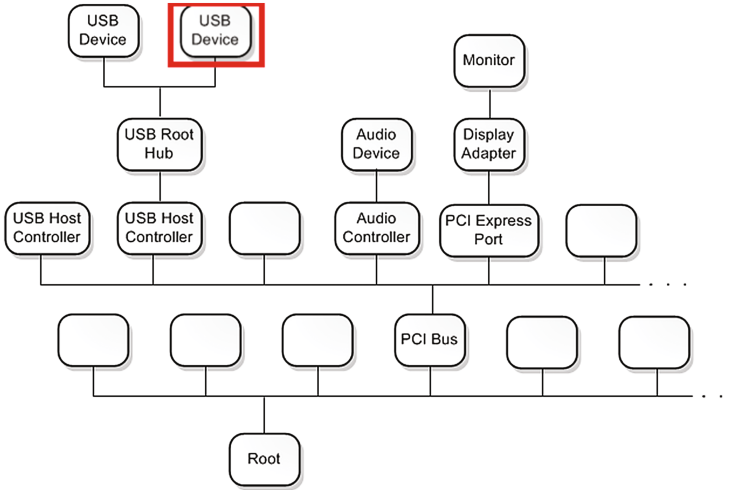 USB
Device
USB
Device
Monitor
USB Root
Hub
Audio
Device
Display
Adapter
USB Host
Controller
USB Host
Controller
Audio
Controller
PCI Express
Port
. . .
PCI Bus
. . .
Root